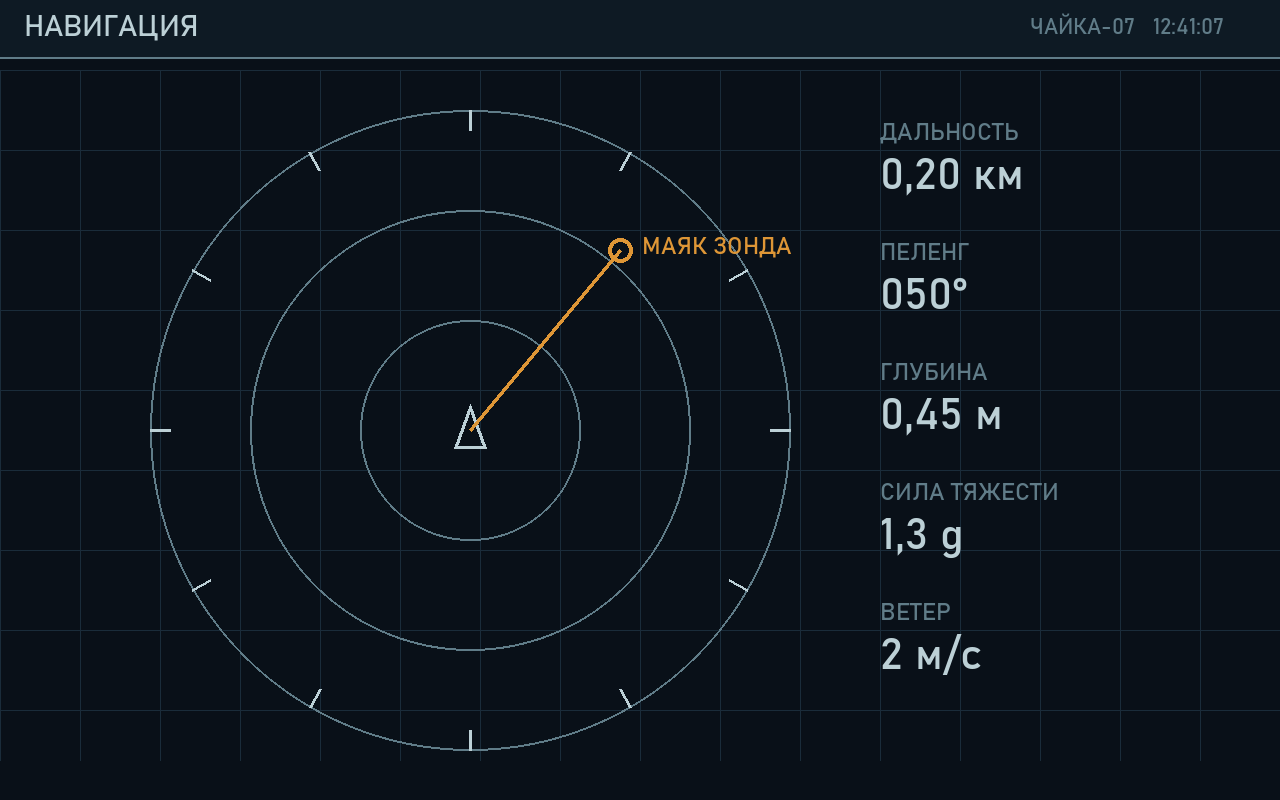 НАВИГАЦИЯ
ЧАЙКА-07 12:41:07
МАЯК ЗОНДА
ДАЛЬНОСТЬ
0,20 км
ПЕЛЕНГ
050°
ГЛУБИНА
0,45 м
СИЛА ТЯЖЕСТИ
1,3 g
ВЕТЕР
2 м/с